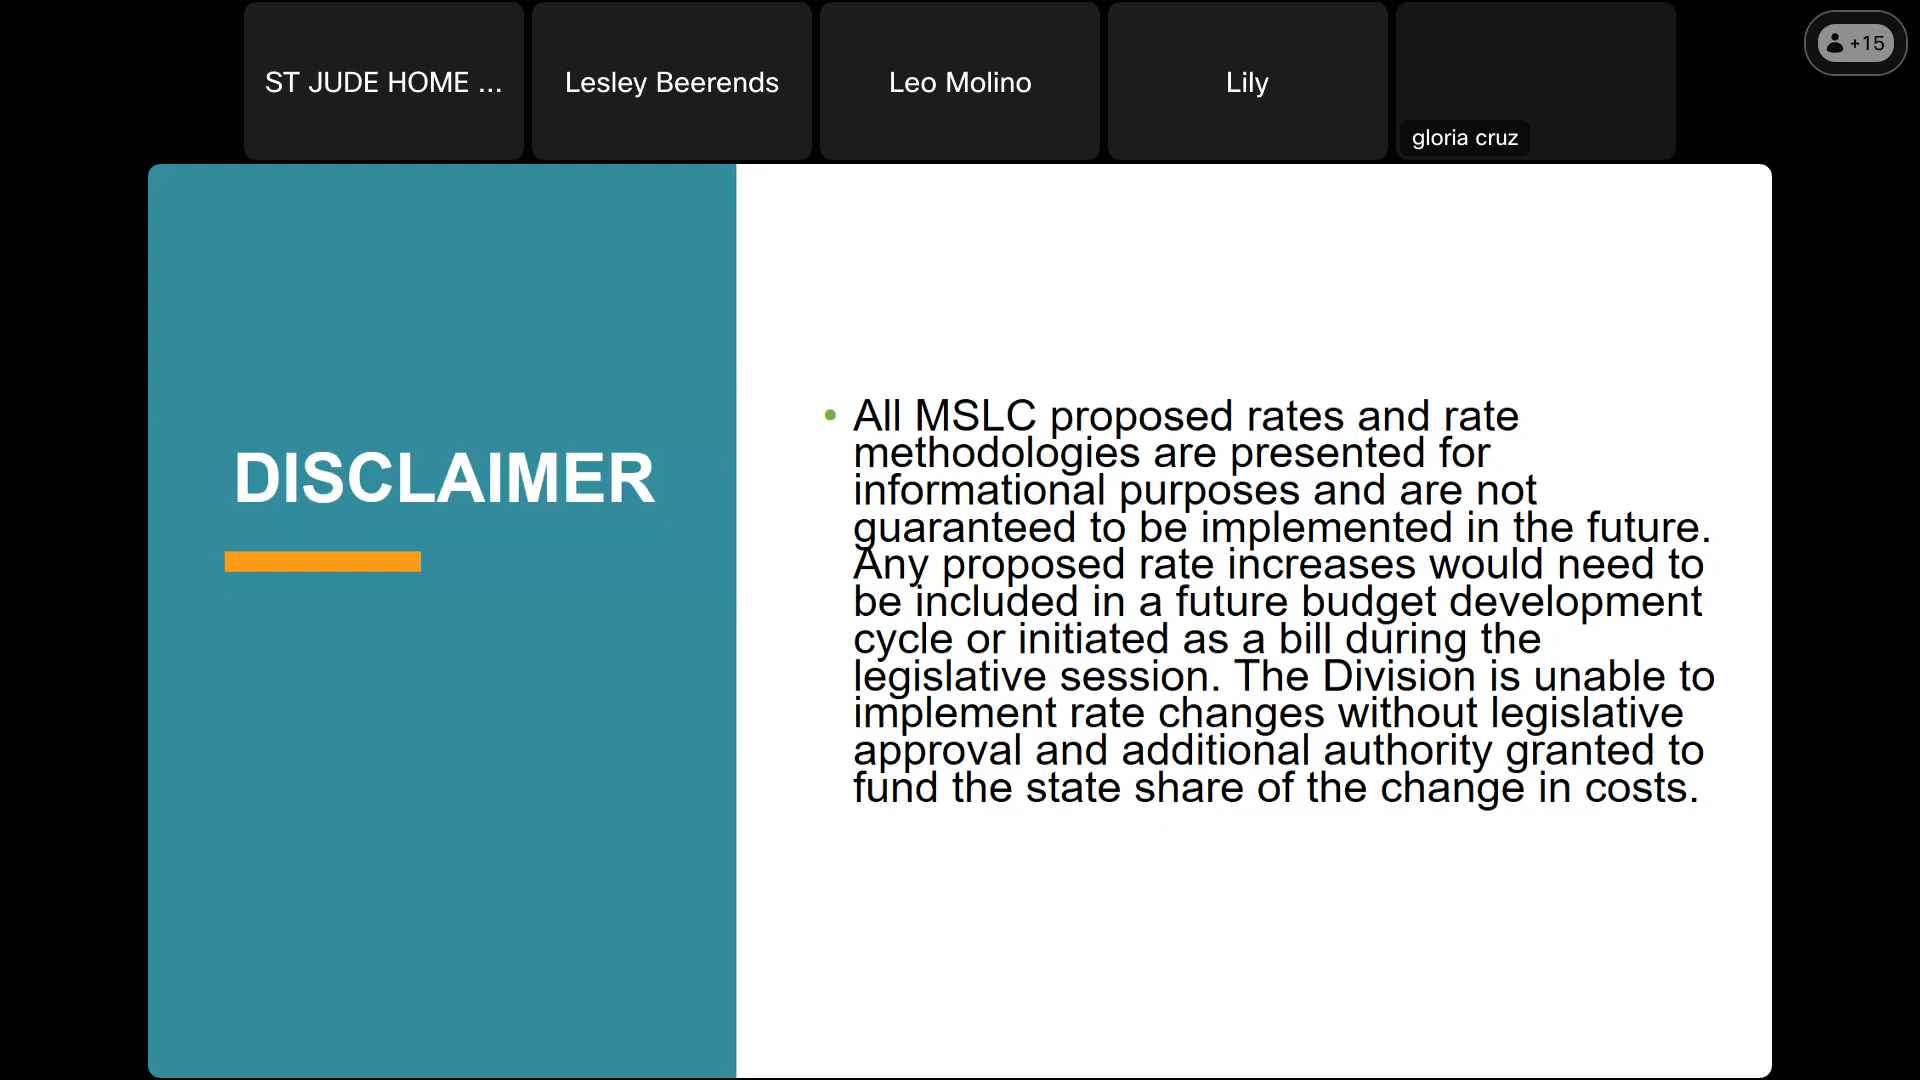 ST JUDE HOME ...
Lesley Beerends
Leo Molino
Lily
gloria cruz
+15
DISCLAIMER
• All MSLC proposed rates and rate
methodologies are presented for
informational purposes and are not
guaranteed to be implemented in the future.
Any proposed rate increases would need to
be included in a future budget development
cycle or initiated as a bill during the
legislative session. The Division is unable to
implement rate changes without legislative
approval and additional authority granted to
fund the state share of the change in costs.